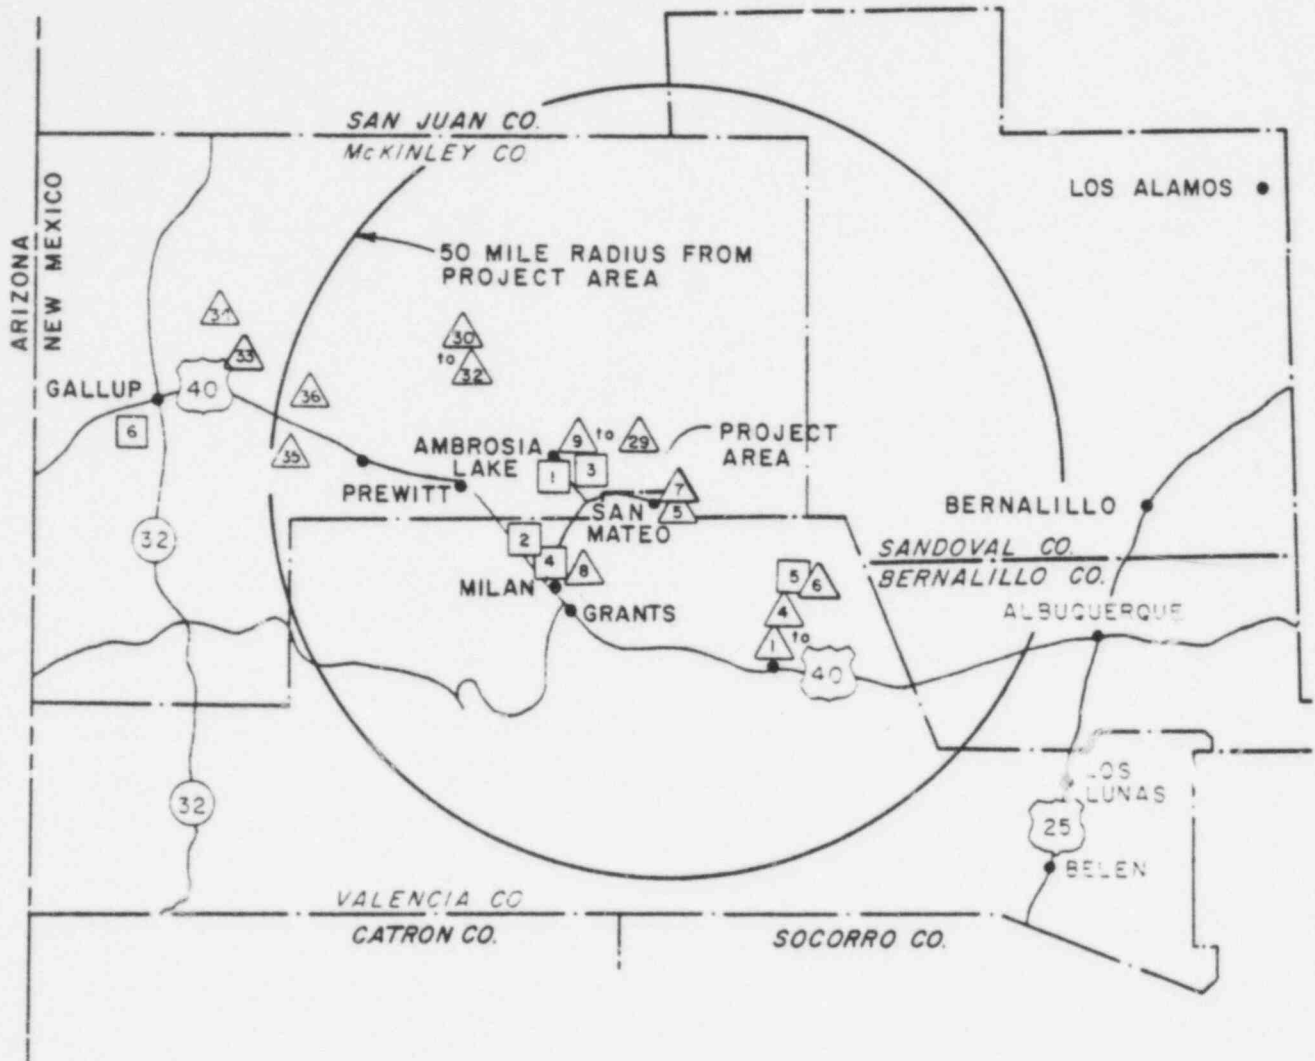 SAN JUAN CO.
McKINLEY CO.
LOS ALAMOS
ARIZONA
NEW MEXICO
50 MILE RADIUS FROM
PROJECT AREA
34
33
30
to
32
GALLUP
40
36
6
35
AMBROSIA
LAKE
9 to 29
1
3
PROJECT
AREA
PREWITT
7
5
SAN
MATEO
BERNALILLO
32
2
4
8
MILAN
GRANTS
5
6
4
1
to
40
SANDOVAL CO.
BERNALILLO CO.
ALBUQUERQUE
32
LOS
LUNAS
25
BELEN
VALENCIA CO
CATRON CO.
SOCORRO CO.